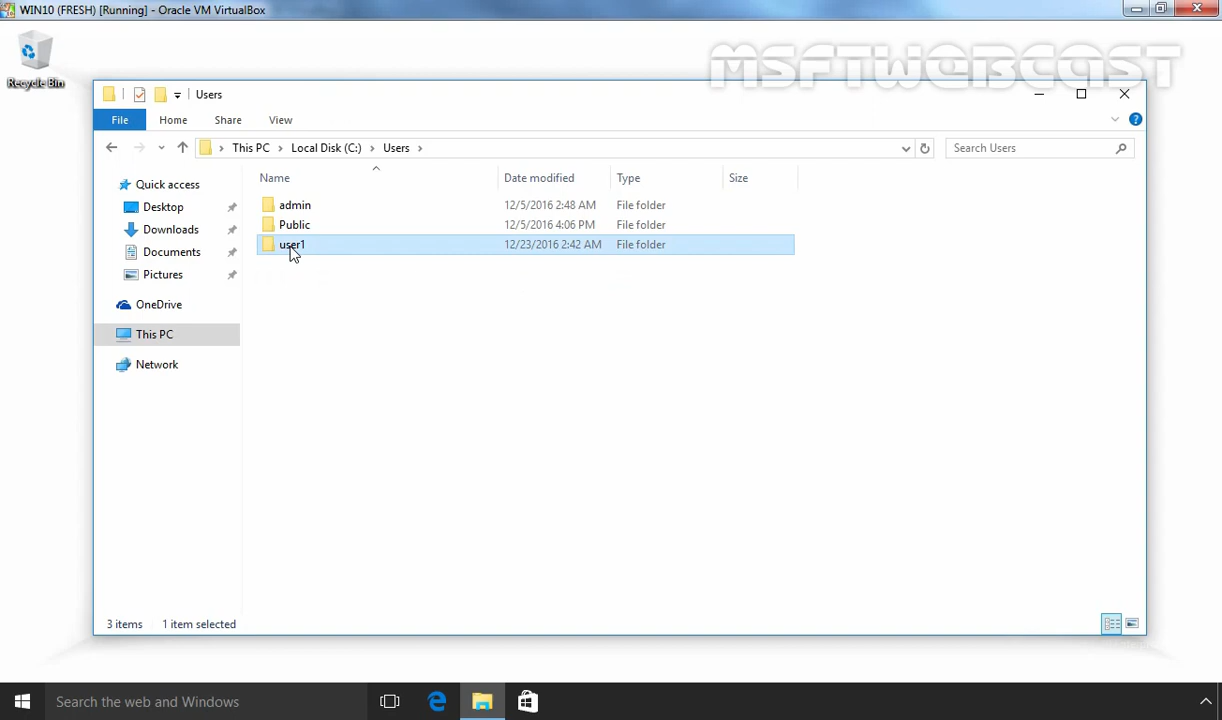 WIN10 (FRESH) [Running] - Oracle VM VirtualBox
MSFTWEBCAST
Recycle Bin
Users
File Home Share View
This PC Local Disk (C:) Users
Search Users
Name Date modified Type Size
Quick access
Desktop
Downloads
Documents
Pictures
OneDrive
This PC
Network
admin 12/5/2016 2:48 AM File folder
Public 12/5/2016 4:06 PM File folder
user1 12/23/2016 2:42 AM File folder
3 items 1 item selected
Search the web and Windows